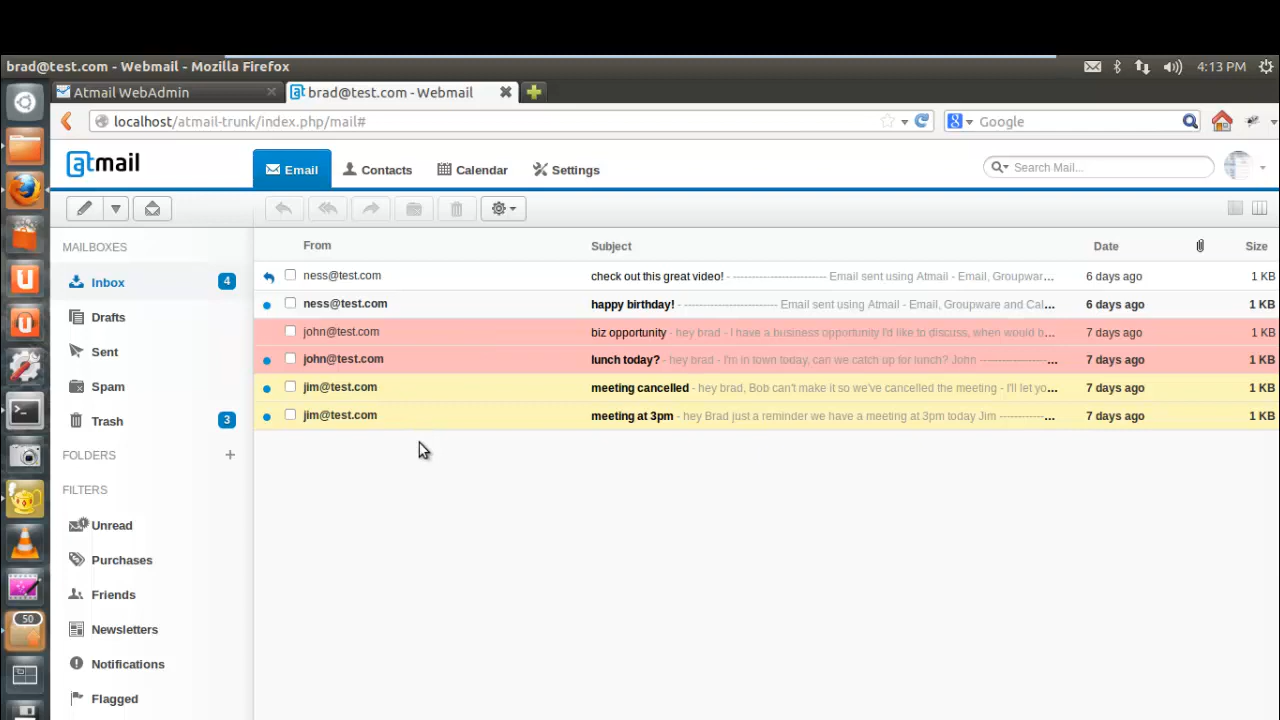 brad@test.com - Webmail - Mozilla Firefox
4:13 PM
Atmail WebAdmin
brad@test.com - Webmail
localhost/atmail-trunk/index.php/mail#
Google
atmail
Email
Contacts
Calendar
Settings
Search Mail...
MAILBOXES
From Subject Date Size
Inbox 4
Drafts
Sent
Spam
Trash 3
FOLDERS +
FILTERS
Unread
Purchases
Friends
Newsletters
Notifications
Flagged
ness@test.com check out this great video! - -------------------------- Email sent using Atmail - Email, Groupwar... 6 days ago 1 KB
ness@test.com happy birthday! - -------------------------- Email sent using Atmail - Email, Groupware and Cal... 6 days ago 1 KB
john@test.com biz opportunity - hey brad - I have a business opportunity I'd like to discuss, when would b... 7 days ago 1 KB
john@test.com lunch today? - hey brad - I'm in town today, can we catch up for lunch? John ------------------... 7 days ago 1 KB
jim@test.com meeting cancelled - hey brad, Bob can't make it so we've cancelled the meeting - I'll let yo... 7 days ago 1 KB
jim@test.com meeting at 3pm - hey Brad just a reminder we have a meeting at 3pm today Jim ------------... 7 days ago 1 KB
50